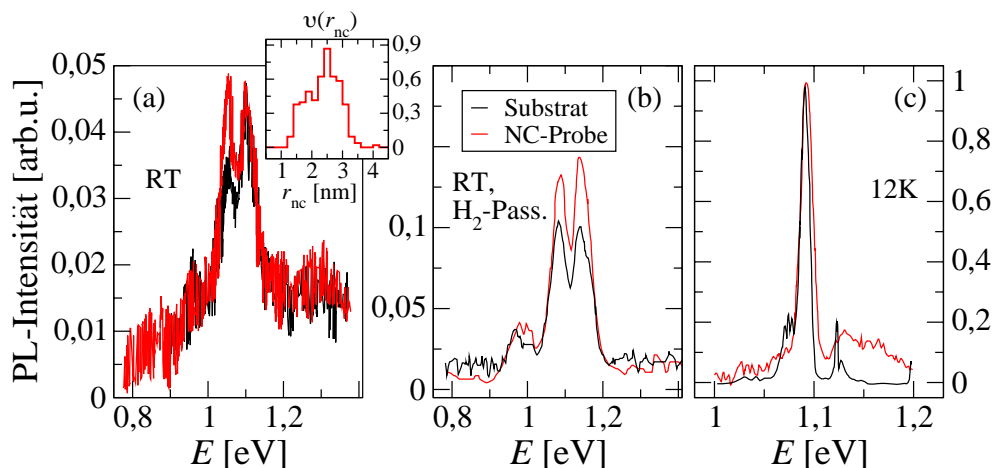 PL-Intensität [arb.u.]
0,05
0,04
0,03
0,02
0,01
0
(a)
RT
0,8
1
1,2
E [eV]
υ(r_nc)
0,9
0,6
0,3
0
1
2
3
4
r_nc [nm]
(b)
Substrat
NC-Probe
RT,
H₂-Pass.
0,1
0,05
0
0,8
1
1,2
E [eV]
(c)
12K
1
0,8
0,6
0,4
0,2
0
1
1,1
1,2
E [eV]